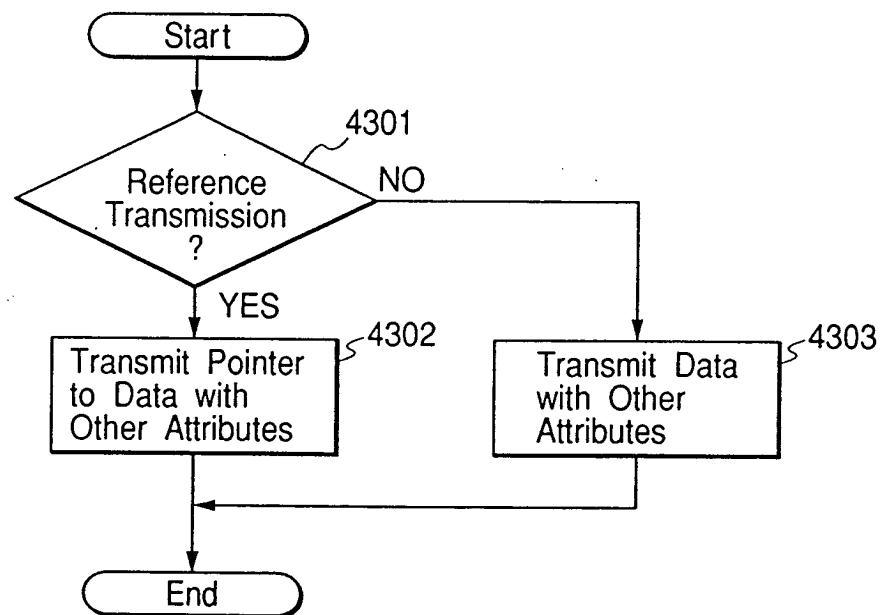 Start
4301
Reference
Transmission
?
NO
YES
4302
Transmit Pointer
to Data with
Other Attributes
4303
Transmit Data
with Other
Attributes
End